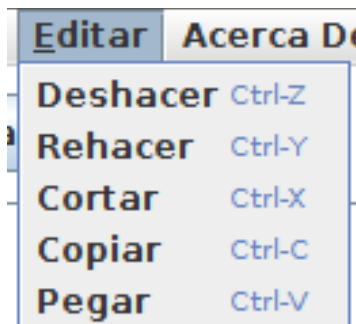 Editar Acerca De
Deshacer Ctrl-Z
Rehacer Ctrl-Y
Cortar Ctrl-X
Copiar Ctrl-C
Pegar Ctrl-V